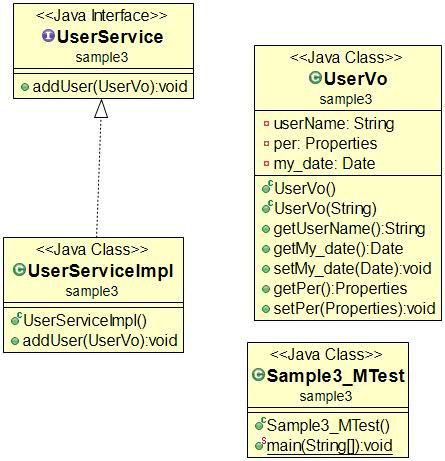 <<Java Interface>>
UserService
sample3
addUser(UserVo):void
<<Java Class>>
UserServiceImpl
sample3
UserServiceImpl()
addUser(UserVo):void
<<Java Class>>
UserVo
sample3
userName: String
per: Properties
my_date: Date
UserVo()
UserVo(String)
getUserName():String
getMy_date():Date
setMy_date(Date):void
getPer():Properties
setPer(Properties):void
<<Java Class>>
Sample3_MTest
sample3
Sample3_MTest()
main(String[]):void